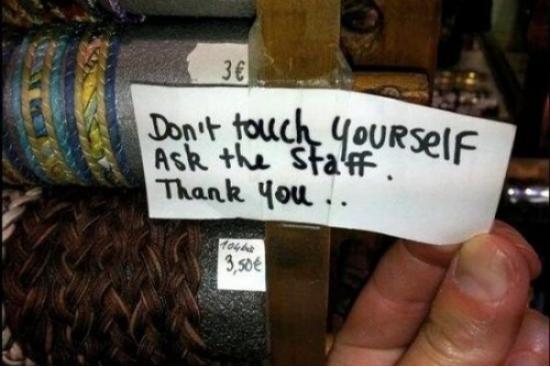 3€
Don't touch yourself
Ask the staff.
Thank you ..
3,50€